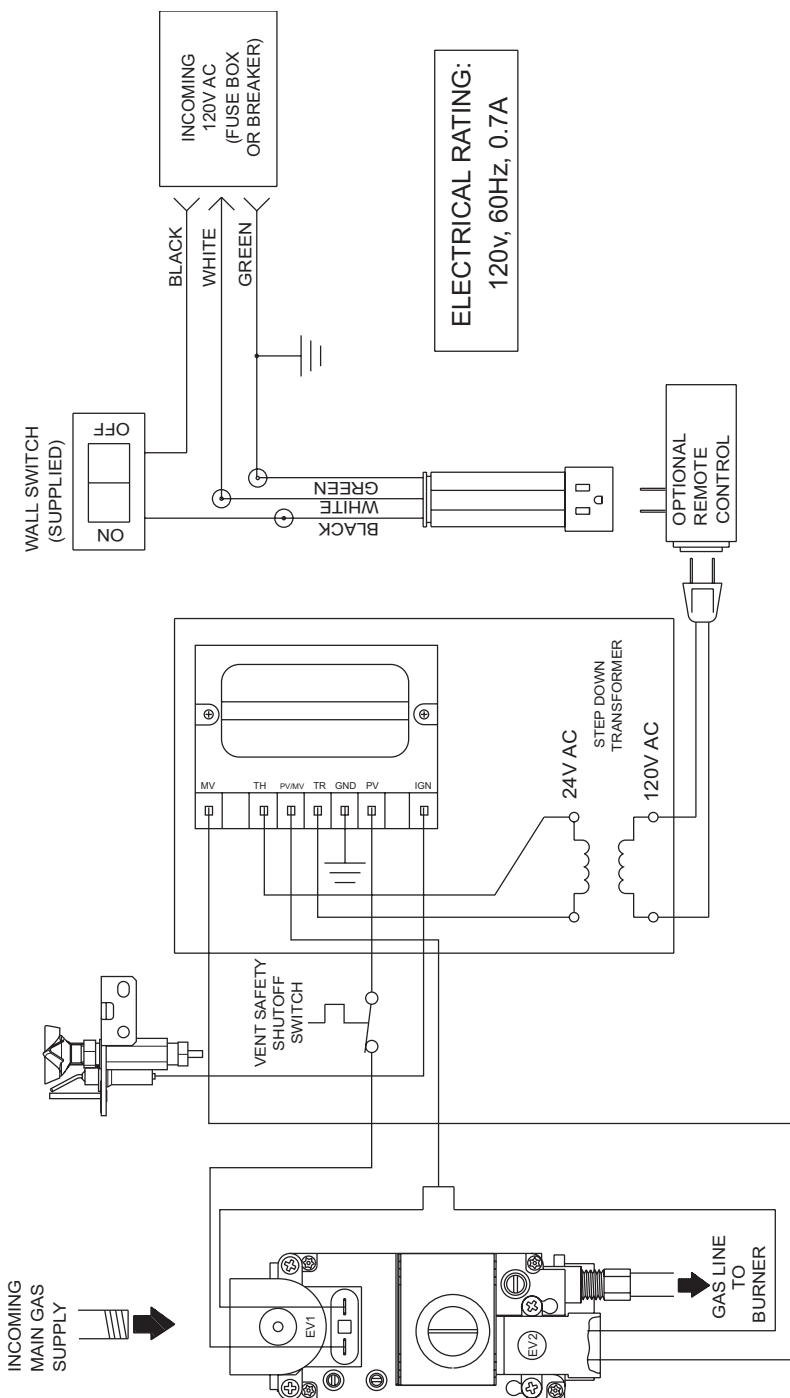 INCOMING
120V AC
(FUSE BOX
OR BREAKER)
BLACK
WHITE
GREEN
ELECTRICAL RATING:
120v, 60Hz, 0.7A
WALL SWITCH
(SUPPLIED)
OFF
ON
GREEN
WHITE
BLACK
OPTIONAL
REMOTE
CONTROL
MV
TH
PV/MV
TR
GND
PV
IGN
24V AC
STEP DOWN
TRANSFORMER
120V AC
VENT SAFETY
SHUTOFF
SWITCH
INCOMING
MAIN GAS
SUPPLY
EV1
EV2
GAS LINE
TO
BURNER